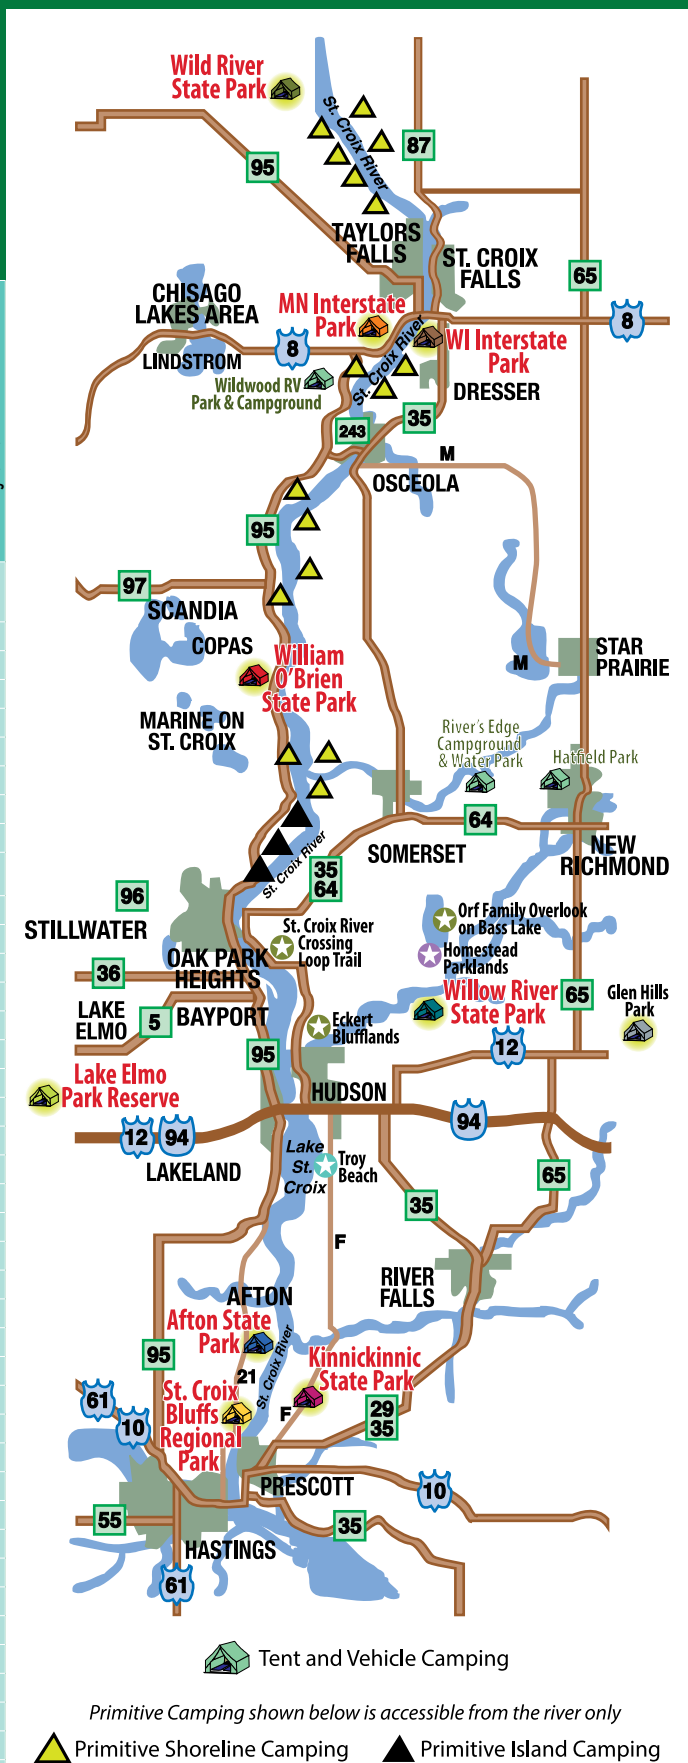 Wild River
State Park
St. Croix River
87
95
TAYLORS
FALLS
ST. CROIX
FALLS
65
CHISAGO
LAKES AREA
MN Interstate
Park
8
8
WI Interstate
Park
LINDSTROM
St. Croix River
Wildwood RV
Park & Campground
DRESSER
35
243
M
OSCEOLA
95
97
SCANDIA
COPAS
STAR
PRAIRIE
M
William
O'Brien
State Park
MARINE ON
ST. CROIX
River's Edge
Campground
& Water Park
Hatfield Park
64
SOMERSET
NEW
RICHMOND
St. Croix River
35
64
96
STILLWATER
Orf Family Overlook
on Bass Lake
St. Croix River
Crossing
Loop Trail
Homestead
Parklands
OAK PARK
HEIGHTS
36
Willow River
State Park
65
Glen Hills
Park
LAKE
ELMO
5
BAYPORT
Eckert
Blufflands
12
95
Lake Elmo
Park Reserve
HUDSON
12
94
94
LAKELAND
Lake
St.
Croix
Troy
Beach
65
35
F
RIVER
FALLS
AFTON
Afton State
Park
St. Croix River
95
21
Kinnickinnic
State Park
61
10
St. Croix
Bluffs
Regional
Park
F
29
35
PRESCOTT
10
55
35
HASTINGS
61
Tent and Vehicle Camping
Primitive Camping shown below is accessible from the river only
Primitive Shoreline Camping
Primitive Island Camping